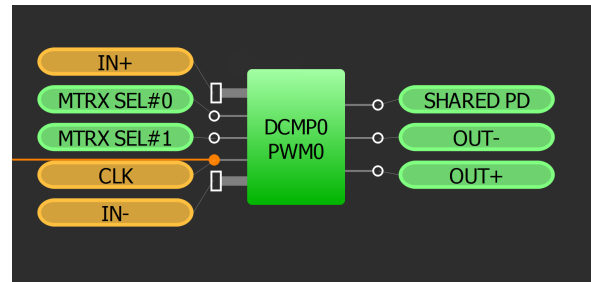 IN+
MTRX SEL#0
MTRX SEL#1
CLK
IN-
DCMP0
PWM0
SHARED PD
OUT-
OUT+